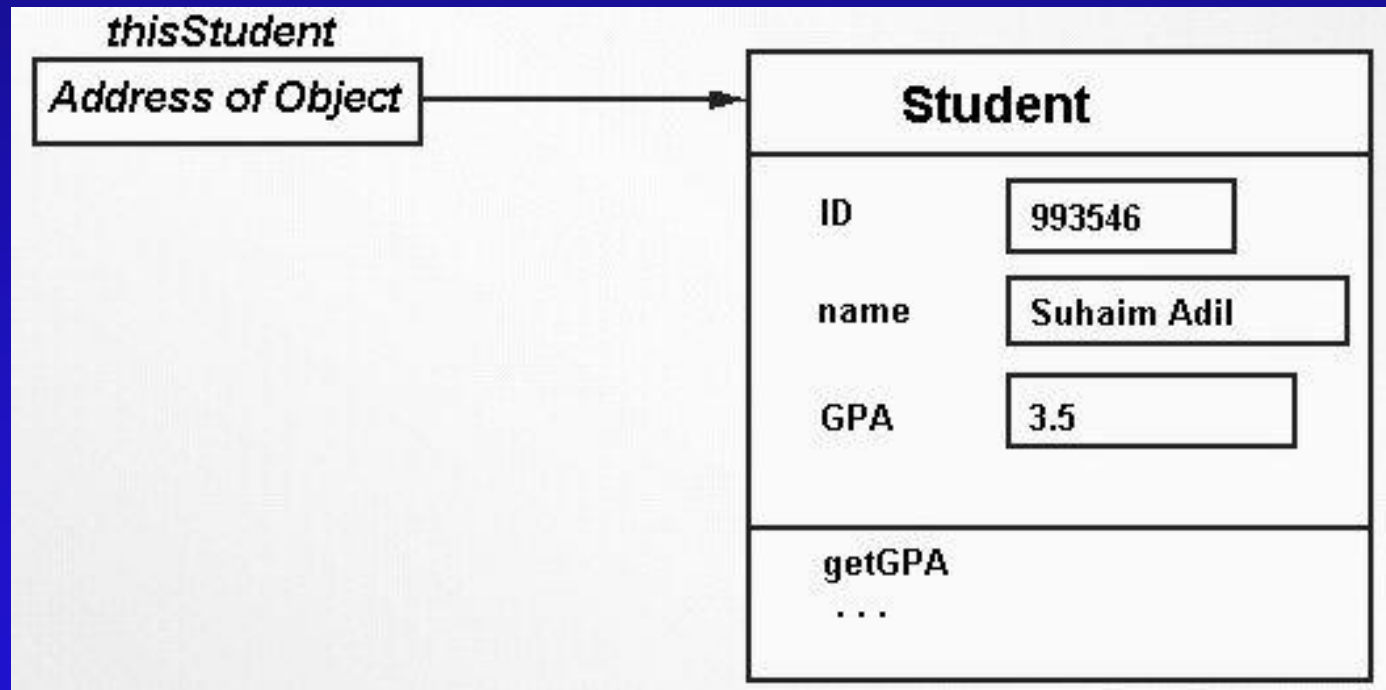 thisStudent
Address of Object
Student
ID 993546
name Suhaim Adil
GPA 3.5
getGPA
. . .